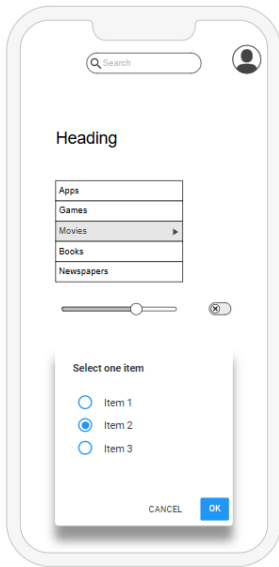 Search
Heading
Apps
Games
Movies
Books
Newspapers
Select one item
Item 1
Item 2
Item 3
CANCEL OK